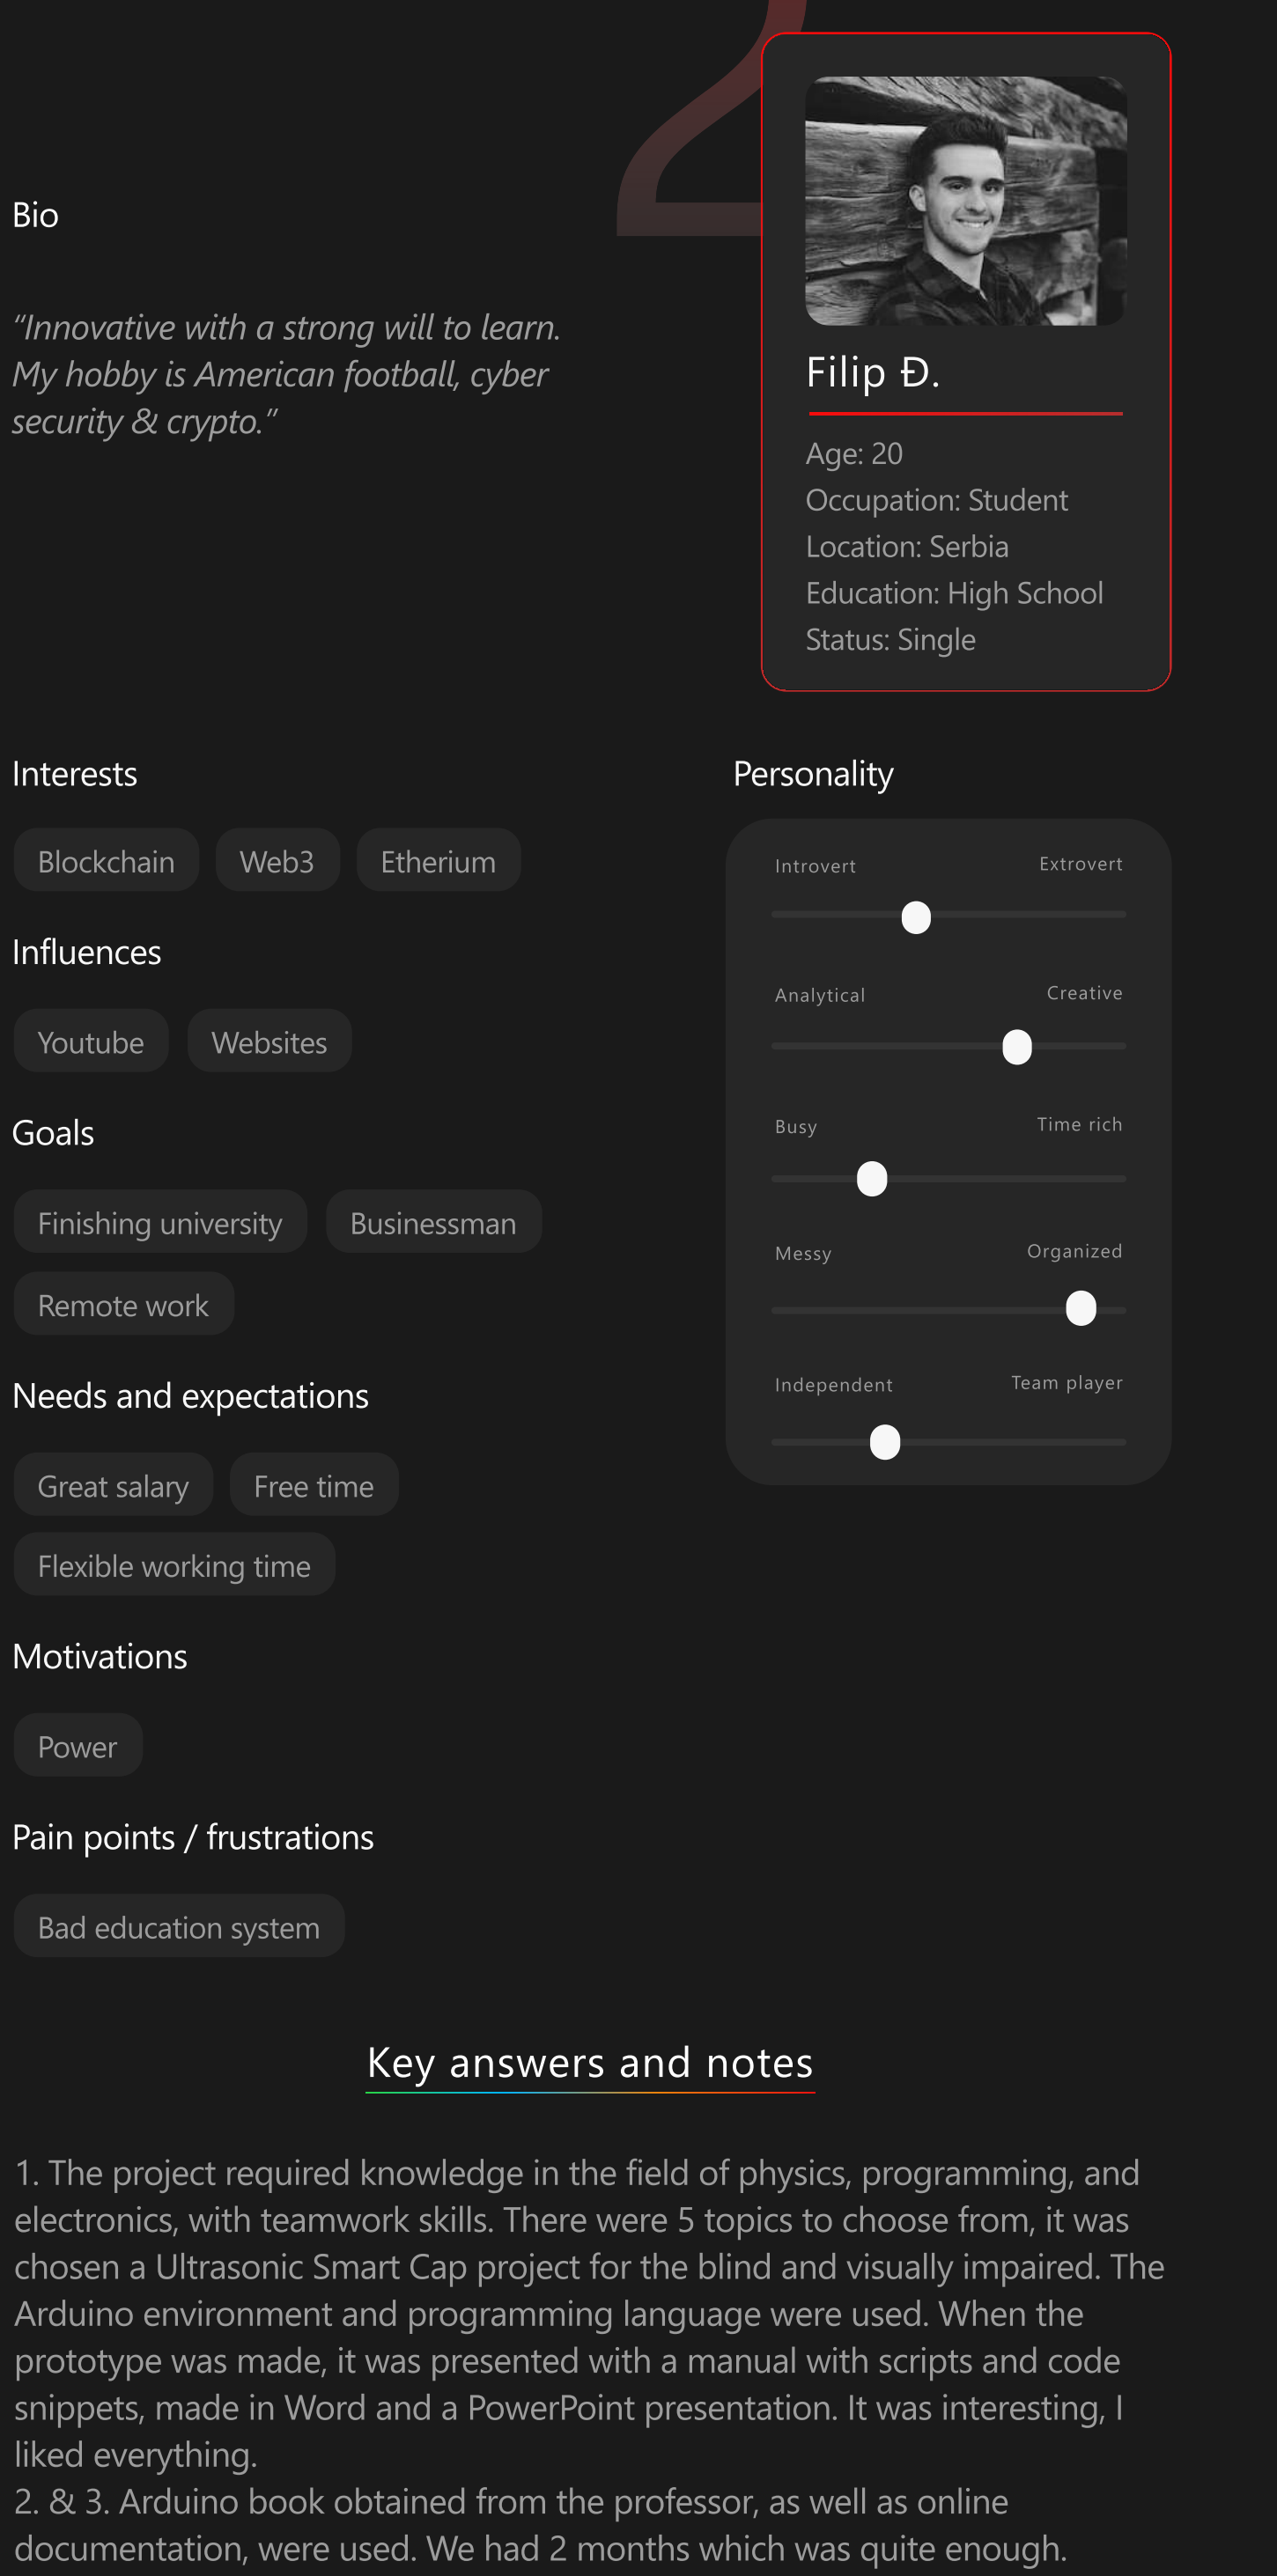 2
Bio
“Innovative with a strong will to learn.
My hobby is American football, cyber
security & crypto.”
Filip Đ.
Age: 20
Occupation: Student
Location: Serbia
Education: High School
Status: Single
Interests
Blockchain
Web3
Etherium
Influences
Youtube
Websites
Goals
Finishing university
Businessman
Remote work
Needs and expectations
Great salary
Free time
Flexible working time
Motivations
Power
Pain points / frustrations
Bad education system
Personality
Introvert
Extrovert
Analytical
Creative
Busy
Time rich
Messy
Organized
Independent
Team player
Key answers and notes
1. The project required knowledge in the field of physics, programming, and
electronics, with teamwork skills. There were 5 topics to choose from, it was
chosen a Ultrasonic Smart Cap project for the blind and visually impaired. The
Arduino environment and programming language were used. When the
prototype was made, it was presented with a manual with scripts and code
snippets, made in Word and a PowerPoint presentation. It was interesting, I
liked everything.
2. & 3. Arduino book obtained from the professor, as well as online
documentation, were used. We had 2 months which was quite enough.